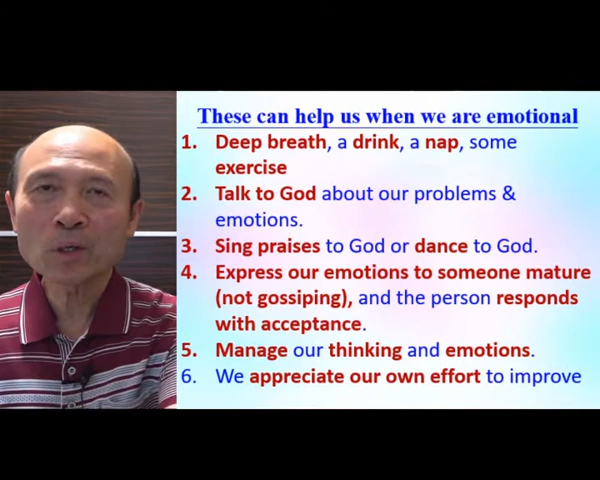 These can help us when we are emotional
1. Deep breath, a drink, a nap, some
exercise
2. Talk to God about our problems &
emotions.
3. Sing praises to God or dance to God.
4. Express our emotions to someone mature
(not gossiping), and the person responds
with acceptance.
5. Manage our thinking and emotions.
6. We appreciate our own effort to improve